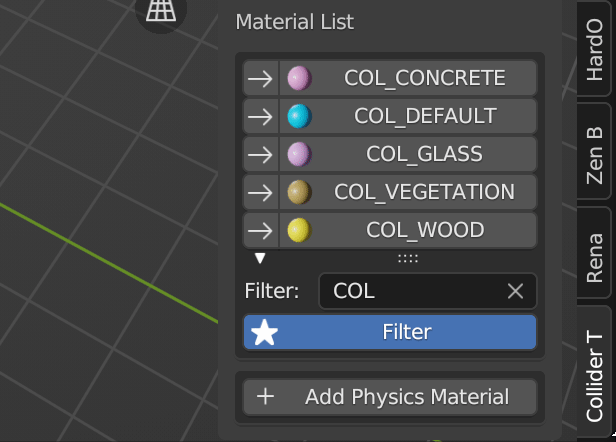 Material List
COL_CONCRETE
COL_DEFAULT
COL_GLASS
COL_VEGETATION
COL_WOOD
Filter: COL
Filter
Add Physics Material
HardO
Zen B
Rena
Collider T